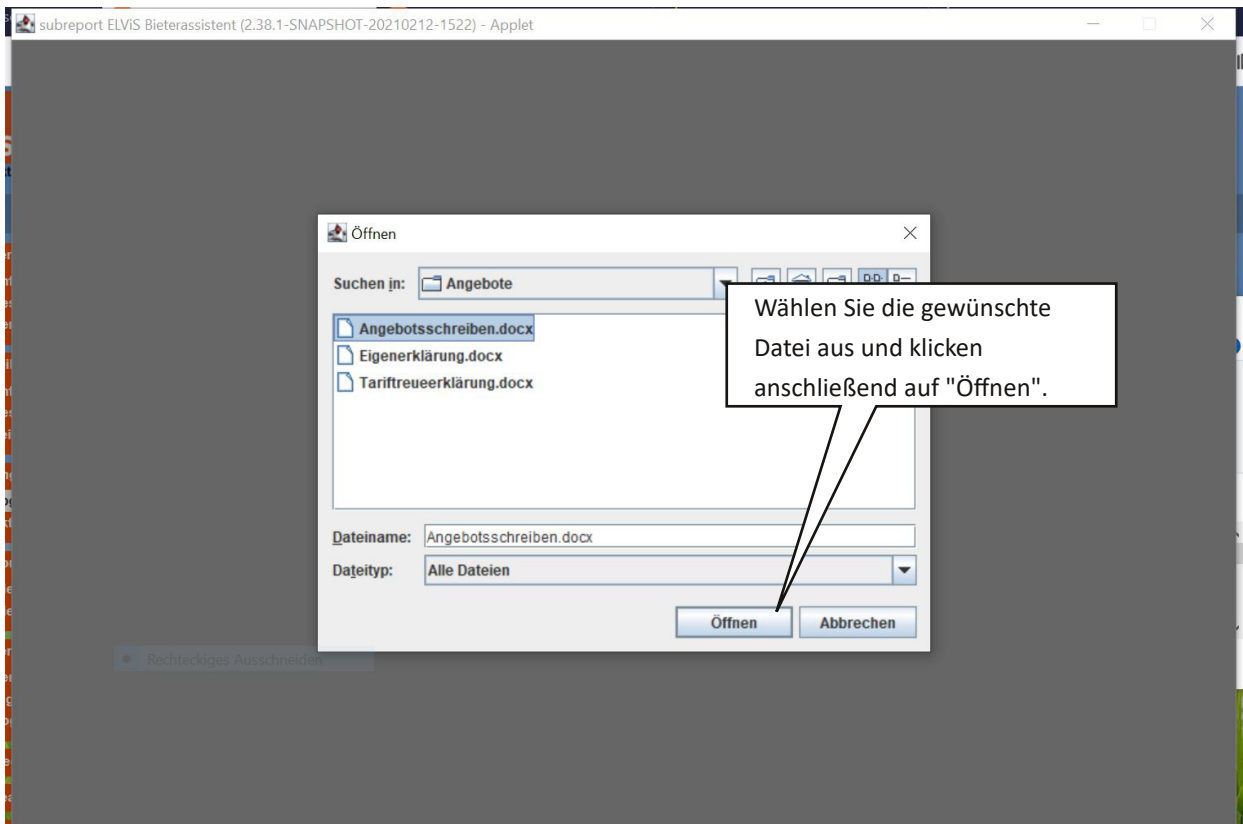 subreport ELViS Bieterassistent (2.38.1-SNAPSHOT-20210212-1522) - Applet
Öffnen
Suchen in: Angebote
Wählen Sie die gewünschte
Datei aus und klicken
anschließend auf "Öffnen".
Angebotsschreiben.docx
Eigenerklärung.docx
Tariftreueerklärung.docx
Dateiname: Angebotsschreiben.docx
Dateityp: Alle Dateien
Öffnen Abbrechen
Rechteckiges Ausschneiden